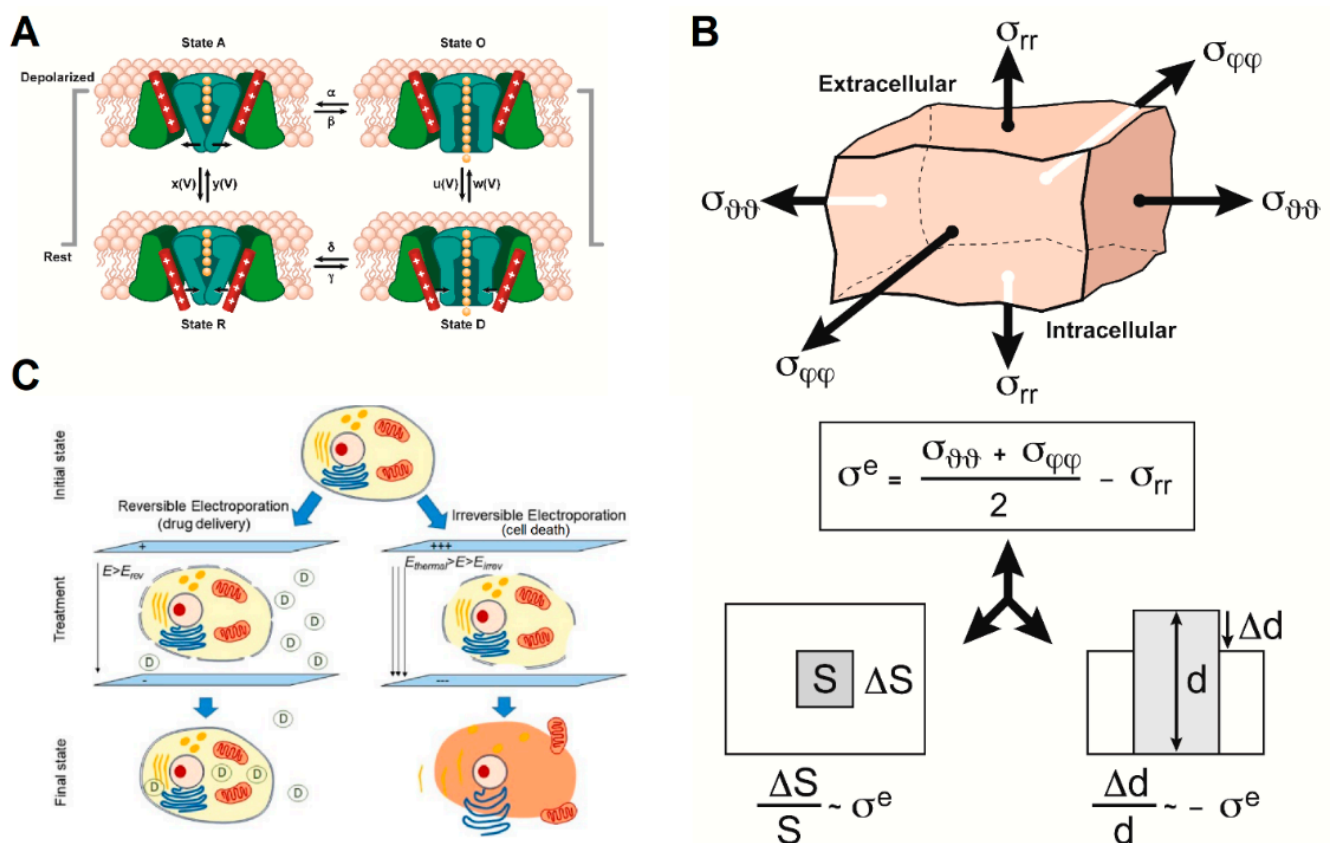 A
State A
State O
Depolarized
α
β
x(V)
y(V)
u(V)
w(V)
Rest
δ
γ
State R
State D
B
σrr
σφφ
Extracellular
σϑϑ
σϑϑ
Intracellular
σφφ
σrr
σᵉ = (σϑϑ + σφφ)/2 - σrr
S
ΔS
d
Δd
ΔS/S ~ σᵉ
Δd/d ~ - σᵉ
C
Initial state
Reversible Electroporation
(drug delivery)
Irreversible Electroporation
(cell death)
+
+++
Treatment
E>Erev
Ethermal>E>Eirrev
D
D
D
D
D
D
-
---
Final state
D
D
D
D
D